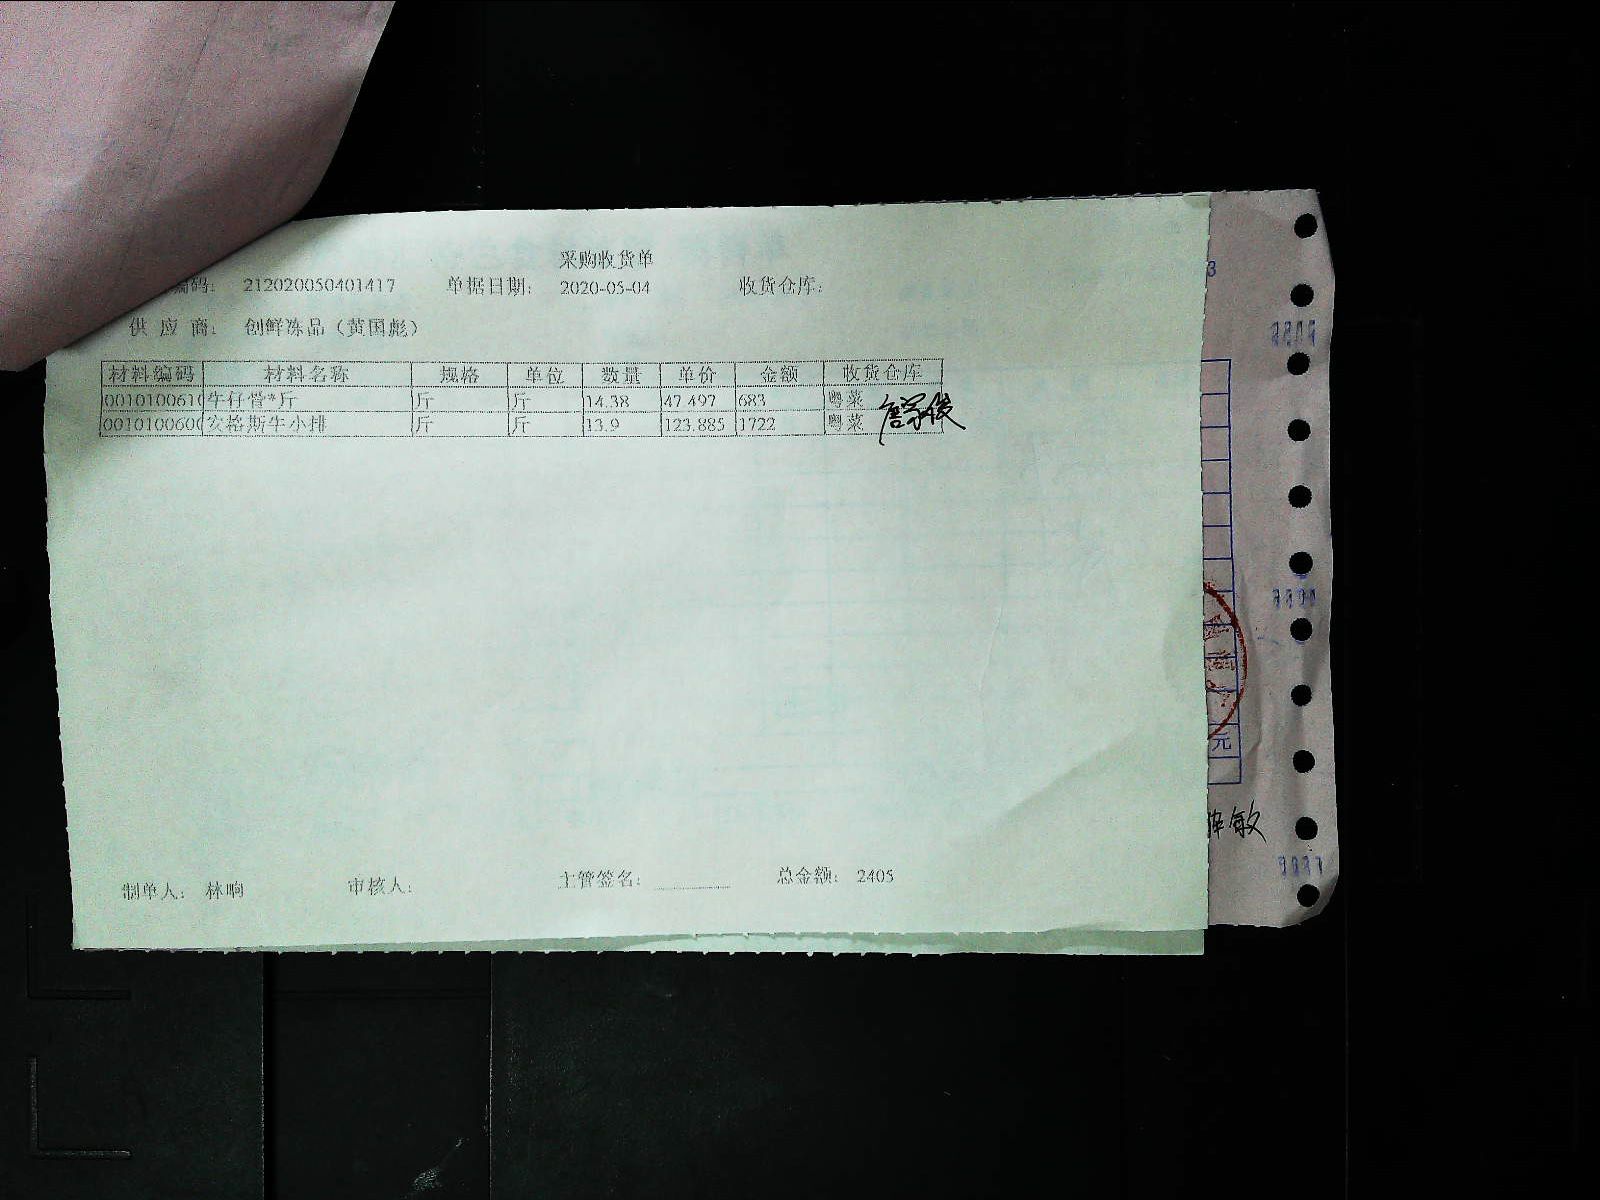 采购收货单
编码: 212020050401417 单据日期: 2020-05-04 收货仓库:
供 应 商: 创鲜冻品(黄国彪)
材料编码 材料名称 规格 单位 数量 单价 金额 收货仓库
0010100610 牛仔骨*斤 斤 斤 14.38 47.497 683 粤菜
0010100600 安格斯牛小排 斤 斤 13.9 123.885 1722 粤菜
制单人: 林响 审核人: 主管签名: 总金额: 2405
3
元
敏